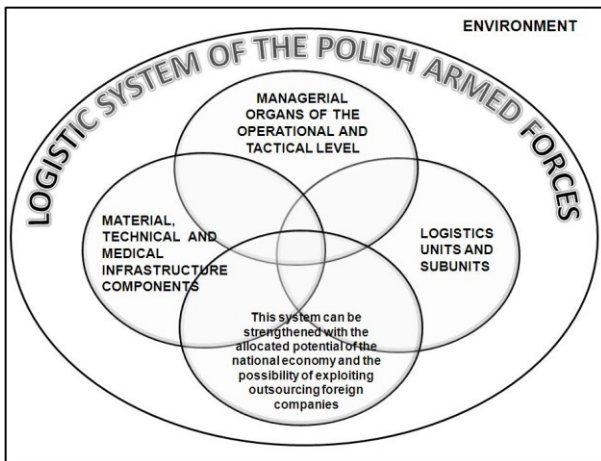 ENVIRONMENT
LOGISTIC SYSTEM OF THE POLISH ARMED FORCES
MANAGERIAL
ORGANS OF THE
OPERATIONAL AND
TACTICAL LEVEL
MATERIAL,
TECHNICAL AND
MEDICAL
INFRASTRUCTURE
COMPONENTS
LOGISTICS
UNITS AND
SUBUNITS
This system can be
strengthened with the
allocated potential of the
national economy and the
possibility of exploiting
outsourcing foreign
companies